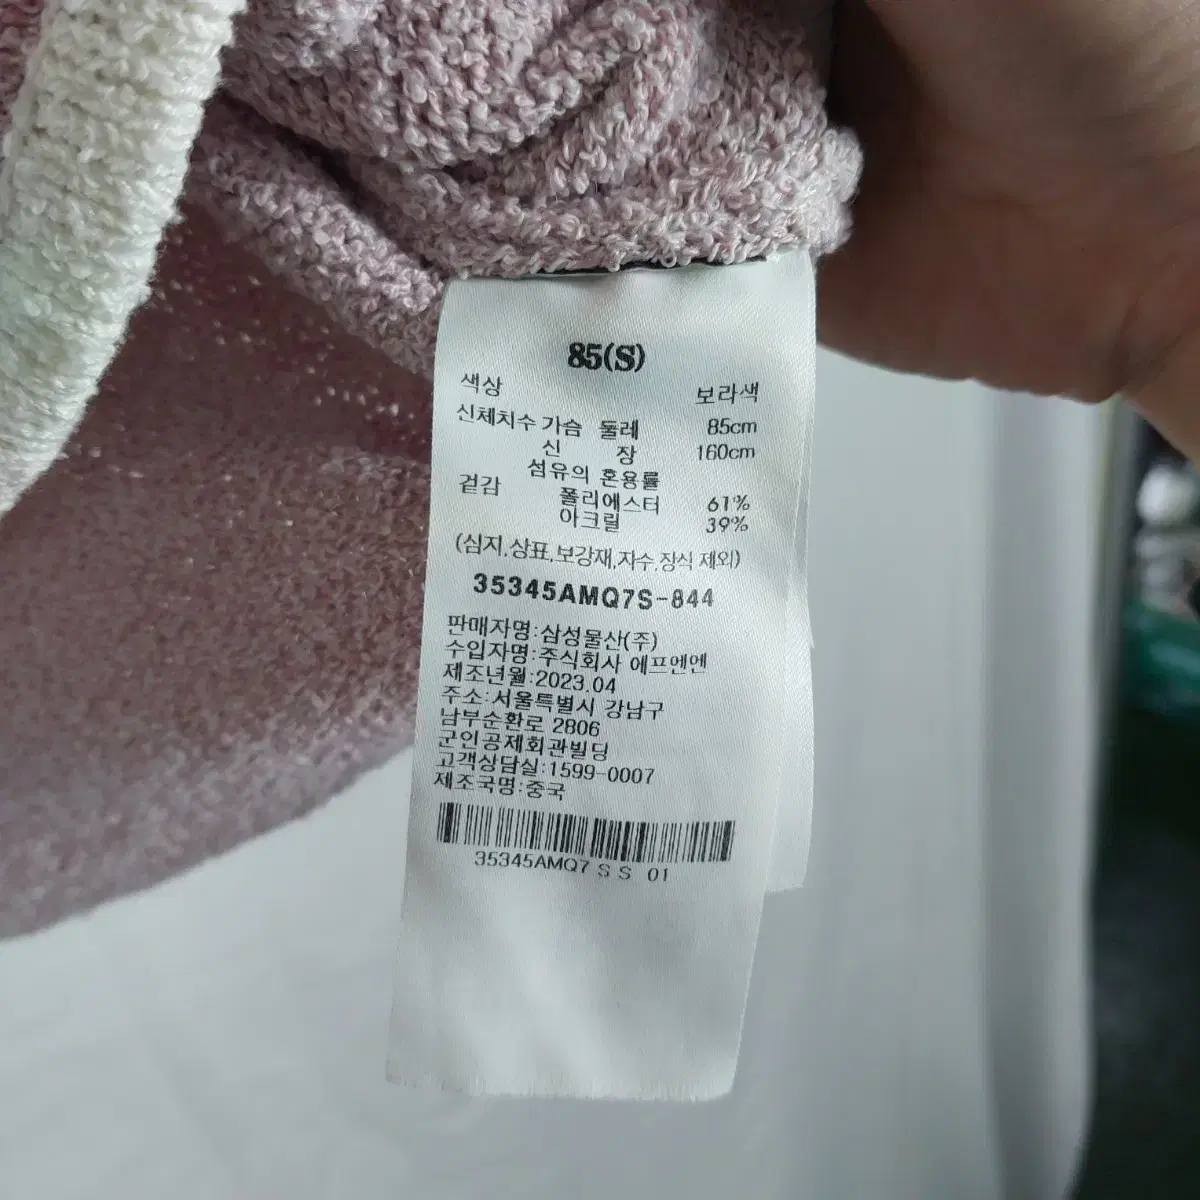 85(S)
색상 보라색
신체치수 가슴 둘레 85cm
신 장 160cm
섬유의 혼용률
겉감 폴리에스터 61%
아크릴 39%
(심지,상표,보강재,자수,장식 제외)
35345AMQ7S-844
판매자명:삼성물산(주)
수입자명:주식회사 에프엔엔
제조년월:2023.04
주소:서울특별시 강남구
남부순환로 2806
군인공제회관빌딩
고객상담실:1599-0007
제조국명:중국
35345AMQ7 S S 01